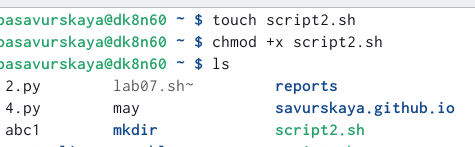 pasavurskaya@dk8n60 ~ $ touch script2.sh
pasavurskaya@dk8n60 ~ $ chmod +x script2.sh
pasavurskaya@dk8n60 ~ $ ls
2.py lab07.sh~ reports
4.py may savurskaya.github.io
abc1 mkdir script2.sh